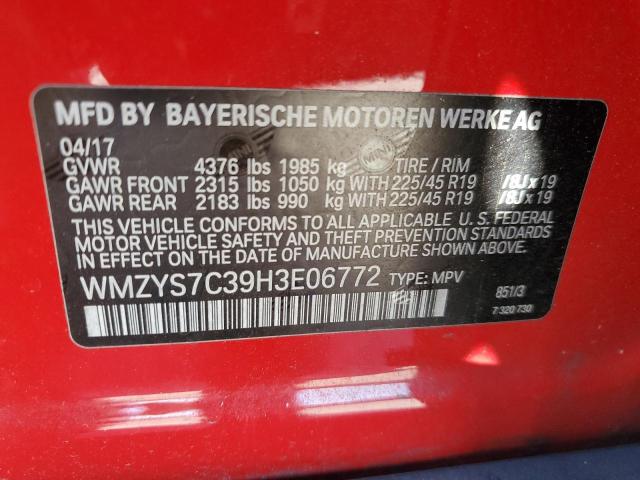 MFD BY BAYERISCHE MOTOREN WERKE AG
04/17
GVWR 4376 lbs 1985 kg TIRE / RIM
GAWR FRONT 2315 lbs 1050 kg WITH 225/45 R19 /8J x 19
GAWR REAR 2183 lbs 990 kg WITH 225/45 R19 /8J x 19
THIS VEHICLE CONFORMS TO ALL APPLICABLE U. S. FEDERAL
MOTOR VEHICLE SAFETY AND THEFT PREVENTION STANDARDS
IN EFFECT ON THE DATE OF MANUFACTURE SHOWN ABOVE.
WMZYS7C39H3E06772 TYPE: MPV
851/3
7 320 730